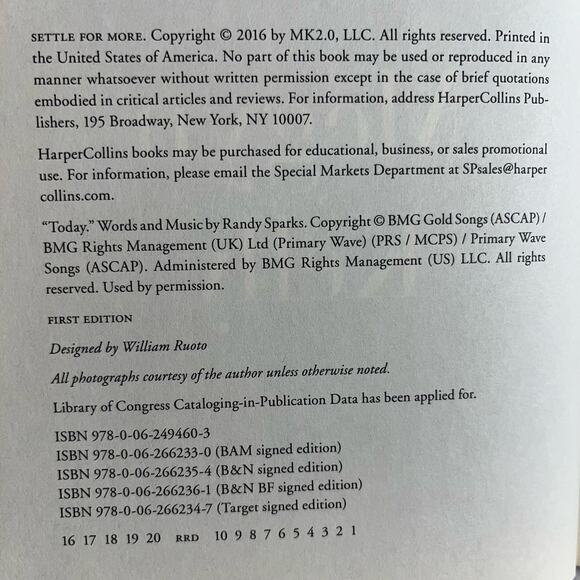 SETTLE FOR MORE. Copyright © 2016 by MK2.0, LLC. All rights reserved. Printed in
the United States of America. No part of this book may be used or reproduced in any
manner whatsoever without written permission except in the case of brief quotations
embodied in critical articles and reviews. For information, address HarperCollins Pub-
lishers, 195 Broadway, New York, NY 10007.
HarperCollins books may be purchased for educational, business, or sales promotional
use. For information, please email the Special Markets Department at SPsales@harper
collins.com.
“Today.” Words and Music by Randy Sparks. Copyright © BMG Gold Songs (ASCAP) /
BMG Rights Management (UK) Ltd (Primary Wave) (PRS / MCPS) / Primary Wave
Songs (ASCAP). Administered by BMG Rights Management (US) LLC. All rights
reserved. Used by permission.
FIRST EDITION
Designed by William Ruoto
All photographs courtesy of the author unless otherwise noted.
Library of Congress Cataloging-in-Publication Data has been applied for.
ISBN 978-0-06-249460-3
ISBN 978-0-06-266233-0 (BAM signed edition)
ISBN 978-0-06-266235-4 (B&N signed edition)
ISBN 978-0-06-266236-1 (B&N BF signed edition)
ISBN 978-0-06-266234-7 (Target signed edition)
16 17 18 19 20 RRD 10 9 8 7 6 5 4 3 2 1